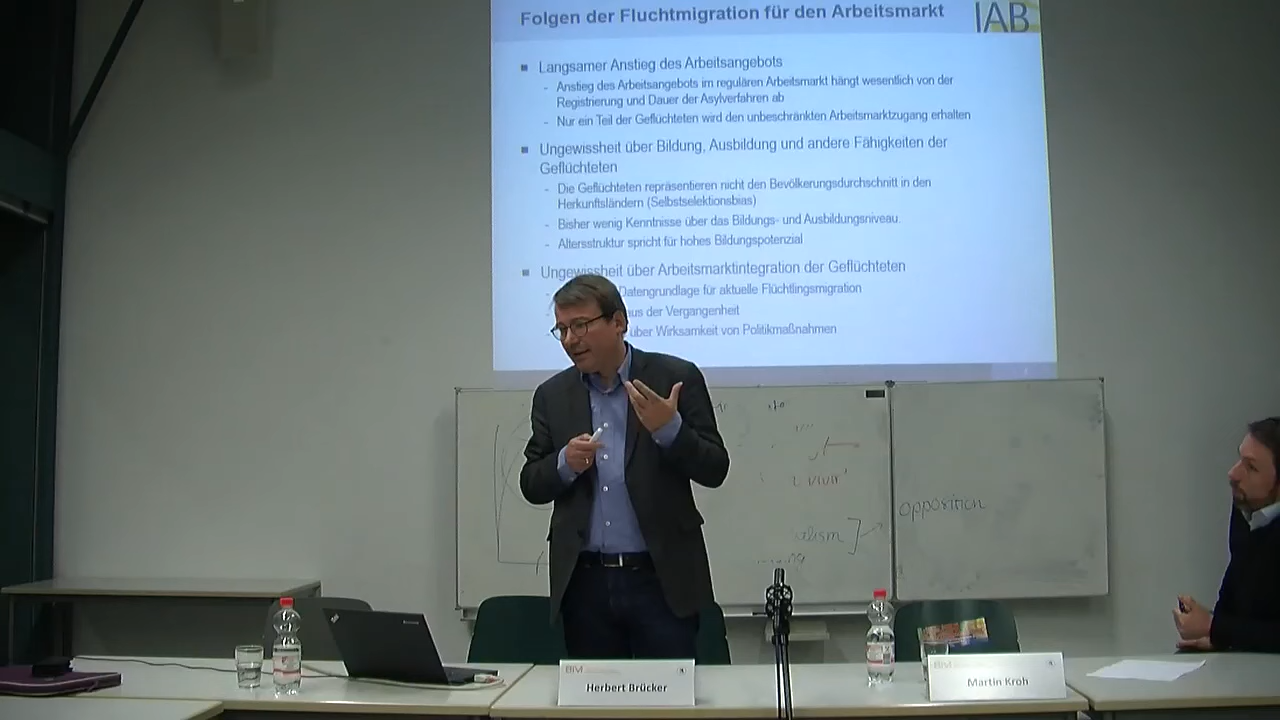 Folgen der Fluchtmigration für den Arbeitsmarkt
IAB
Langsamer Anstieg des Arbeitsangebots
- Anstieg des Arbeitsangebots im regulären Arbeitsmarkt hängt wesentlich von der
Registrierung und Dauer der Asylverfahren ab
- Nur ein Teil der Geflüchteten wird den unbeschränkten Arbeitsmarktzugang erhalten
Ungewissheit über Bildung, Ausbildung und andere Fähigkeiten der
Geflüchteten
- Die Geflüchteten repräsentieren nicht den Bevölkerungsdurchschnitt in den
Herkunftsländern (Selbstselektionsbias)
- Bisher wenig Kenntnisse über das Bildungs- und Ausbildungsniveau
- Altersstruktur spricht für hohes Bildungspotenzial
Ungewissheit über Arbeitsmarktintegration der Geflüchteten
- Datengrundlage für aktuelle Flüchtlingsmigration
aus der Vergangenheit
über Wirksamkeit von Politikmaßnahmen
opposition
BIM
Herbert Brücker
BIM
Martin Kroh